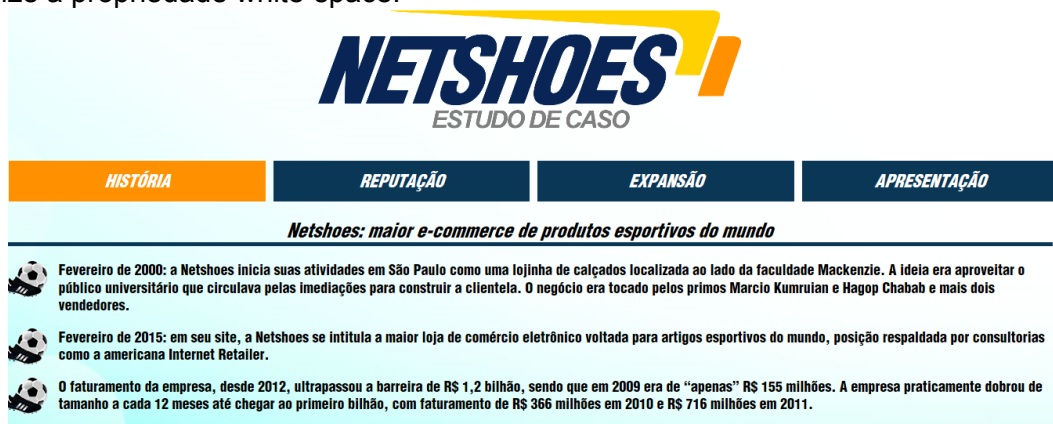 a propriedade white-space.
NETSHOES
ESTUDO DE CASO
HISTÓRIA
REPUTAÇÃO
EXPANSÃO
APRESENTAÇÃO
Netshoes: maior e-commerce de produtos esportivos do mundo
Fevereiro de 2000: a Netshoes inicia suas atividades em São Paulo como uma lojinha de calçados localizada ao lado da faculdade Mackenzie. A ideia era aproveitar o
público universitário que circulava pelas imediações para construir a clientela. O negócio era tocado pelos primos Marcio Kumruian e Hagop Chabab e mais dois
vendedores.
Fevereiro de 2015: em seu site, a Netshoes se intitula a maior loja de comércio eletrônico voltada para artigos esportivos do mundo, posição respaldada por consultorias
como a americana Internet Retailer.
O faturamento da empresa, desde 2012, ultrapassou a barreira de R$ 1,2 bilhão, sendo que em 2009 era de “apenas” R$ 155 milhões. A empresa praticamente dobrou de
tamanho a cada 12 meses até chegar ao primeiro bilhão, com faturamento de R$ 366 milhões em 2010 e R$ 716 milhões em 2011.